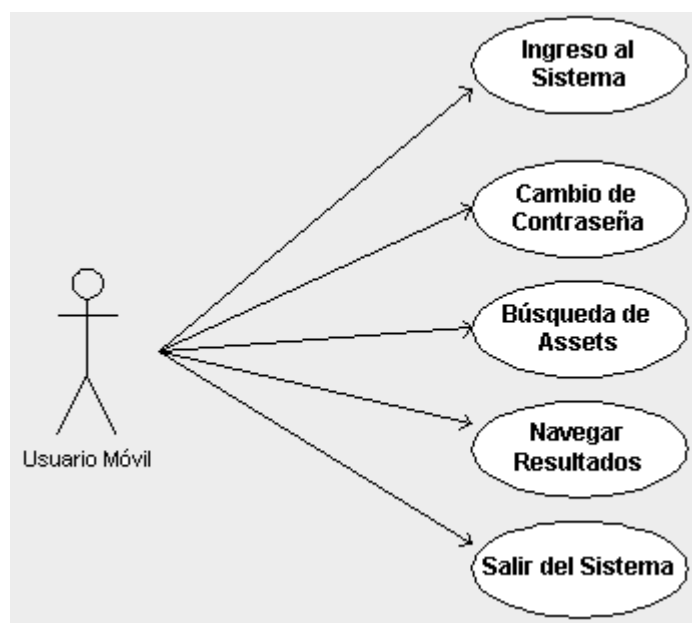 Ingreso al
Sistema
Cambio de
Contraseña
Búsqueda de
Assets
Usuario Móvil
Navegar
Resultados
Salir del Sistema